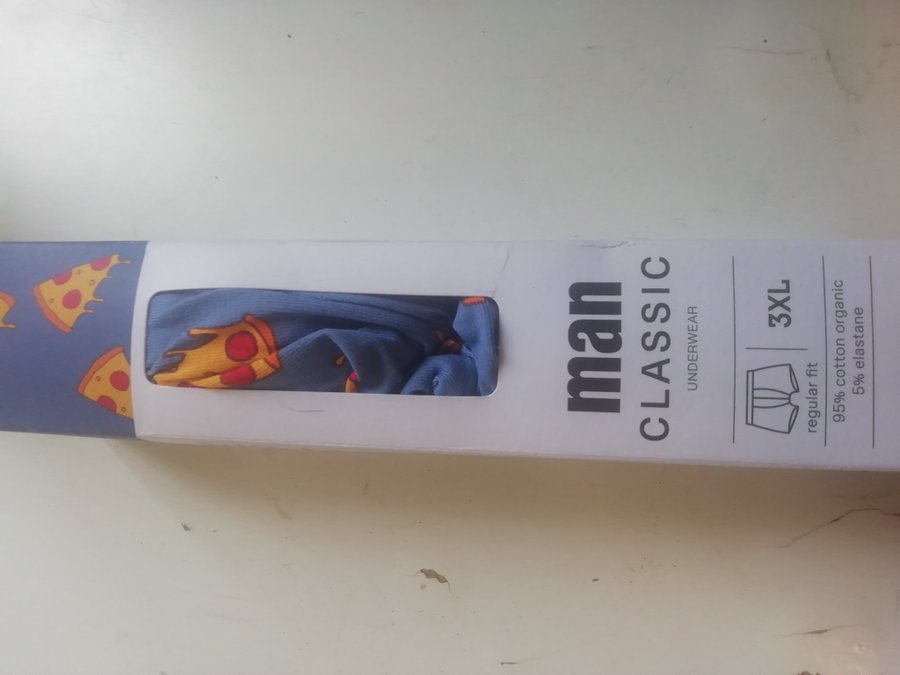 man
CLASSIC
UNDERWEAR
3XL
regular fit
95% cotton organic
5% elastane